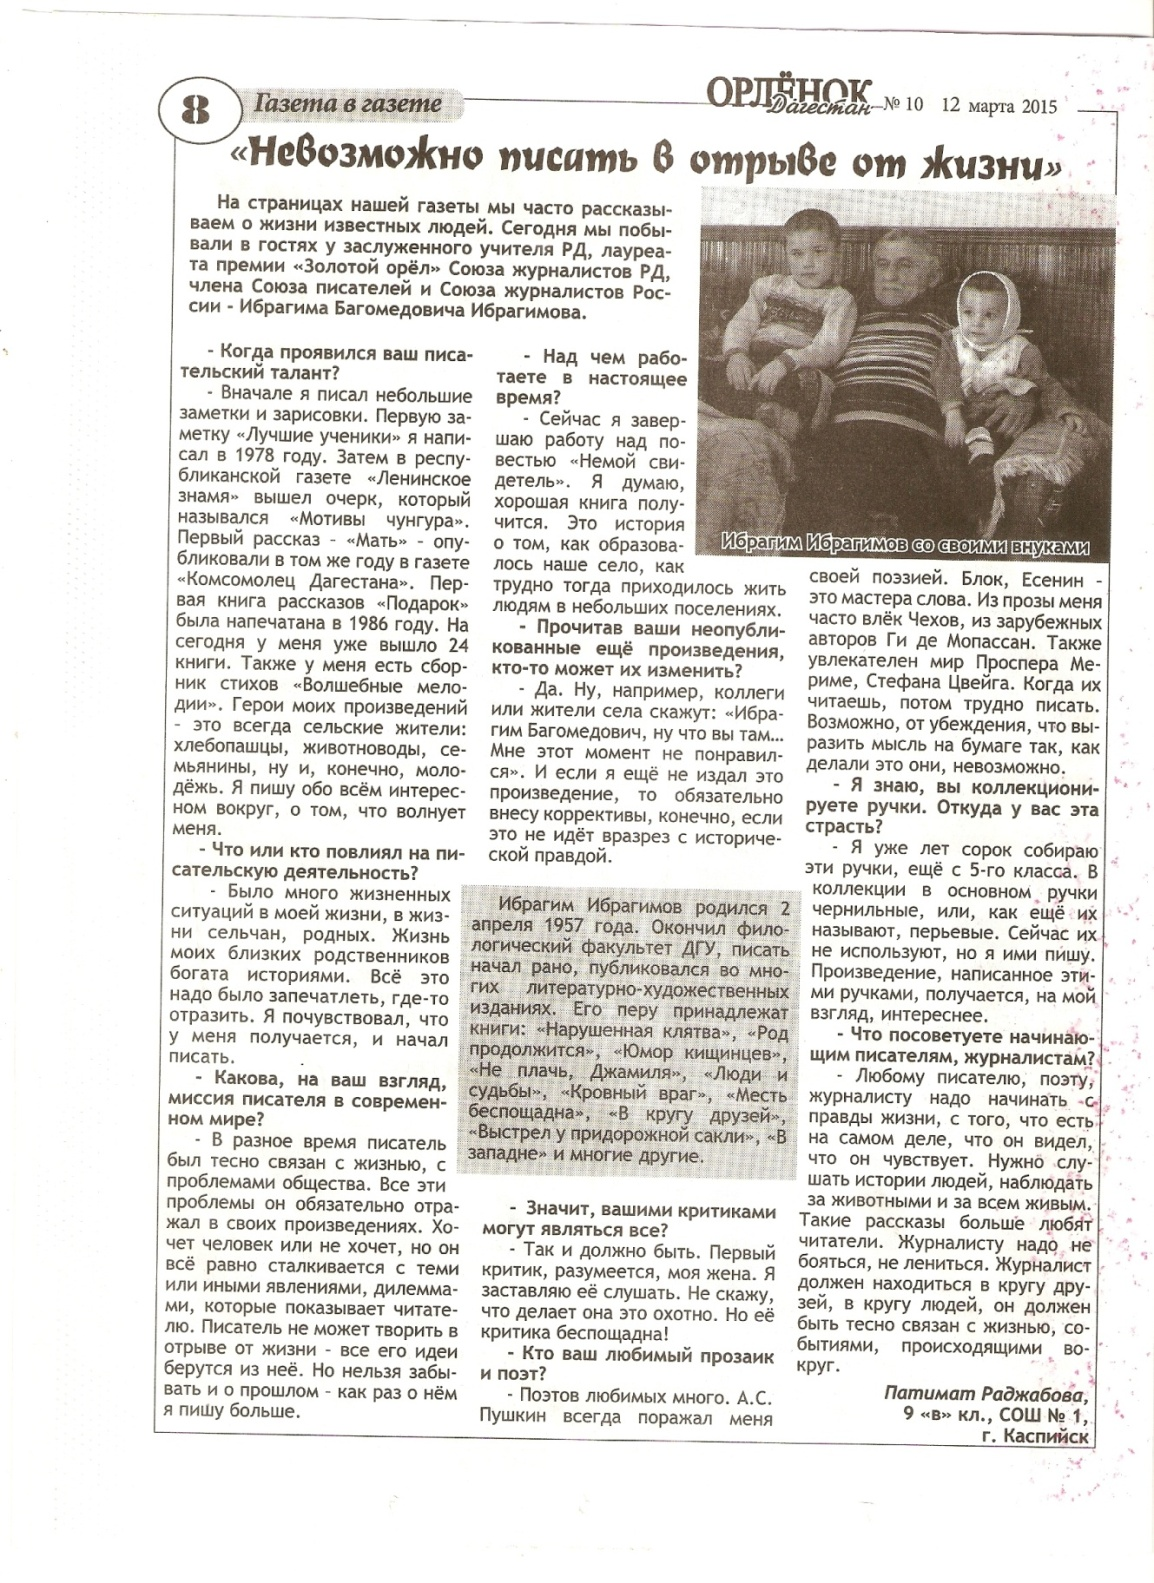 8
Газета в газете
ОРЛЁНОК
Дагестан
№ 10 12 марта 2015
«Невозможно писать в отрыве от жизни»
На страницах нашей газеты мы часто рассказы-
ваем о жизни известных людей. Сегодня мы побы-
вали в гостях у заслуженного учителя РД, лауреа-
та премии «Золотой орёл» Союза журналистов РД,
члена Союза писателей и Союза журналистов Рос-
сии - Ибрагима Багомедовича Ибрагимова.
- Когда проявился ваш писа-
тельский талант?
- Вначале я писал небольшие
заметки и зарисовки. Первую за-
метку «Лучшие ученики» я напи-
сал в 1978 году. Затем в респу-
бликанской газете «Ленинское
знамя» вышел очерк, который
назывался «Мотивы чунгура».
Первый рассказ - «Мать» - опу-
бликовали в том же году в газете
«Комсомолец Дагестана». Пер-
вая книга рассказов «Подарок»
была напечатана в 1986 году. На
сегодня у меня уже вышло 24
книги. Также у меня есть сбор-
ник стихов «Волшебные мело-
дии». Герои моих произведений
- это всегда сельские жители:
хлебопашцы, животноводы, се-
мьянины, ну и, конечно, моло-
дёжь. Я пишу обо всём интерес-
ном вокруг, о том, что волнует
меня.
- Что или кто повлиял на пи-
сательскую деятельность?
- Было много жизненных
ситуаций в моей жизни, в жиз-
ни сельчан, родных. Жизнь
моих близких родственников
богата историями. Всё это
надо было запечатлеть, где-то
отразить. Я почувствовал, что
у меня получается, и начал
писать.
- Какова, на ваш взгляд,
миссия писателя в современ-
ном мире?
- В разное время писатель
был тесно связан с жизнью, с
проблемами общества. Все эти
проблемы он обязательно отра-
жал в своих произведениях. Хо-
чет человек или не хочет, но он
всё равно сталкивается с теми
или иными явлениями, дилемма-
ми, которые показывает читате-
лю. Писатель не может творить в
отрыве от жизни - все его идеи
берутся из неё. Но нельзя забы-
вать и о прошлом - как раз о нём
я пишу больше.
- Над чем рабо-
таете в настоящее
время?
- Сейчас я завер-
шаю работу над по-
вестью «Немой сви-
детель». Я думаю,
хорошая книга полу-
чится. Это история
о том, как образова-
лось наше село, как
трудно тогда приходилось жить
людям в небольших поселениях.
- Прочитав ваши неопубли-
кованные ещё произведения,
кто-то может их изменить?
- Да. Ну, например, коллеги
или жители села скажут: «Ибра-
гим Багомедович, ну что вы там...
Мне этот момент не понравил-
ся». И если я ещё не издал это
произведение, то обязательно
внесу коррективы, конечно, если
это не идёт вразрез с историче-
ской правдой.
Ибрагим Ибрагимов родился 2
апреля 1957 года. Окончил фило-
логический факультет ДГУ, писать
начал рано, публиковался во мно-
гих литературно-художественных
изданиях. Его перу принадлежат
книги: «Нарушенная клятва», «Род
продолжится», «Юмор кищинцев»,
«Не плачь, Джамиля», «Люди и
судьбы», «Кровный враг», «Месть
беспощадна», «В кругу друзей»,
«Выстрел у придорожной сакли», «В
западне» и многие другие.
- Значит, вашими критиками
могут являться все?
- Так и должно быть. Первый
критик, разумеется, моя жена. Я
заставляю её слушать. Не скажу,
что делает она это охотно. Но её
критика беспощадна!
- Кто ваш любимый прозаик
и поэт?
- Поэтов любимых много. А.С.
Пушкин всегда поражал меня
Ибрагим Ибрагимов со своими внуками
своей поэзией. Блок, Есенин -
это мастера слова. Из прозы меня
часто влёк Чехов, из зарубежных
авторов Ги де Мопассан. Также
увлекателен мир Проспера Ме-
риме, Стефана Цвейга. Когда их
читаешь, потом трудно писать.
Возможно, от убеждения, что вы-
разить мысль на бумаге так, как
делали это они, невозможно.
- Я знаю, вы коллекциони-
руете ручки. Откуда у вас эта
страсть?
- Я уже лет сорок собираю
эти ручки, ещё с 5-го класса. В
коллекции в основном ручки
чернильные, или, как ещё их
называют, перьевые. Сейчас их
не используют, но я ими пишу.
Произведение, написанное эти-
ми ручками, получается, на мой
взгляд, интереснее.
- Что посоветуете начинаю-
щим писателям, журналистам?
- Любому писателю, поэту,
журналисту надо начинать с
правды жизни, с того, что есть
на самом деле, что он видел,
что он чувствует. Нужно слу-
шать истории людей, наблюдать
за животными и за всем живым.
Такие рассказы больше любят
читатели. Журналисту надо не
бояться, не лениться. Журналист
должен находиться в кругу дру-
зей, в кругу людей, он должен
быть тесно связан с жизнью, со-
бытиями, происходящими во-
круг.
Патимат Раджабова,
9 «в» кл., СОШ № 1,
г. Каспийск